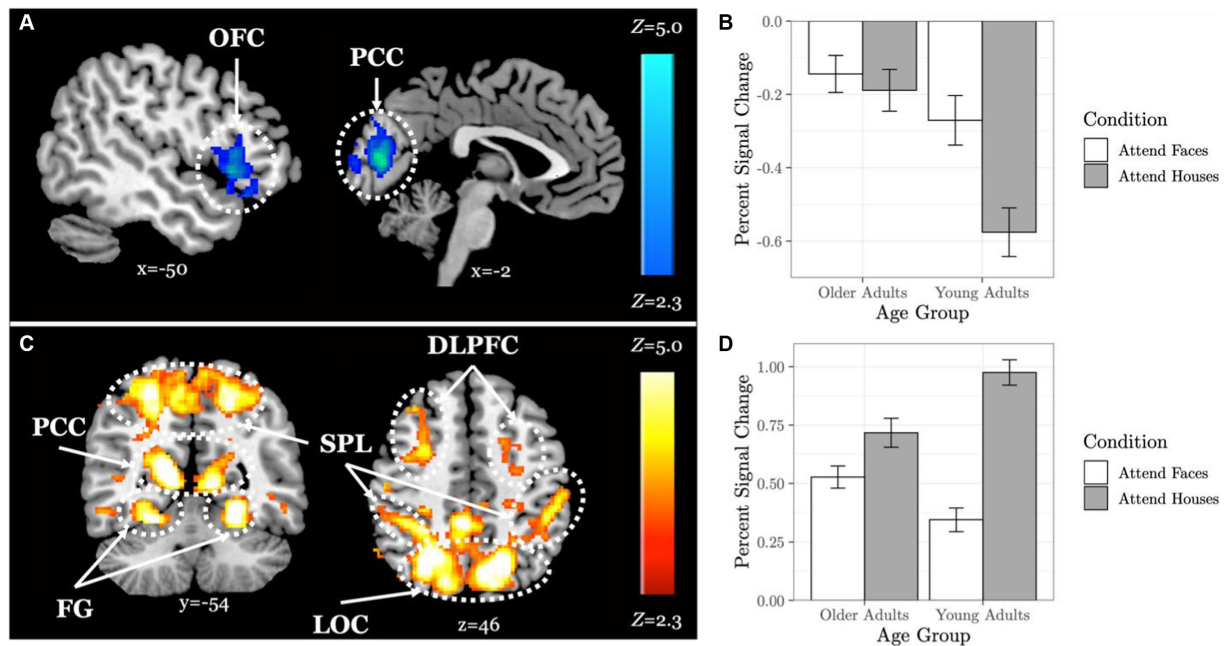 A
OFC
PCC
x=-50
x=-2
Z=5.0
Z=2.3
B
Percent Signal Change
0.0
-0.2
-0.4
-0.6
Older Adults
Young Adults
Age Group
Condition
Attend Faces
Attend Houses
C
PCC
FG
y=-54
DLPFC
SPL
LOC
z=46
Z=5.0
Z=2.3
D
Percent Signal Change
1.00
0.75
0.50
0.25
0.00
Older Adults
Young Adults
Age Group
Condition
Attend Faces
Attend Houses